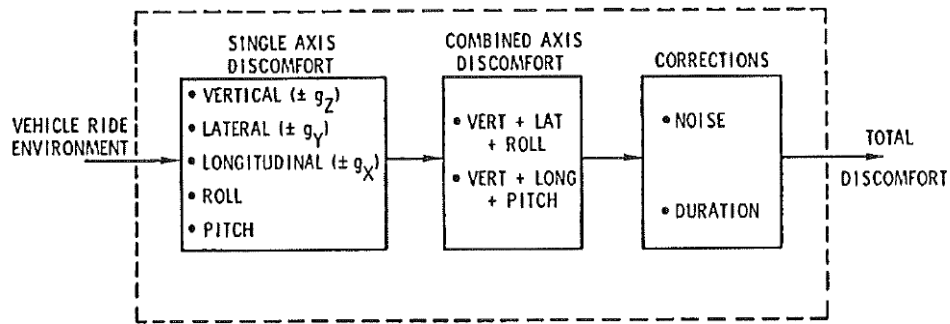 SINGLE AXIS
DISCOMFORT
COMBINED AXIS
DISCOMFORT
CORRECTIONS
VEHICLE RIDE
ENVIRONMENT
• VERTICAL (± gZ)
• LATERAL (± gY)
• LONGITUDINAL (± gX)
• ROLL
• PITCH
• VERT + LAT
+ ROLL
• VERT + LONG
+ PITCH
• NOISE
• DURATION
TOTAL
DISCOMFORT